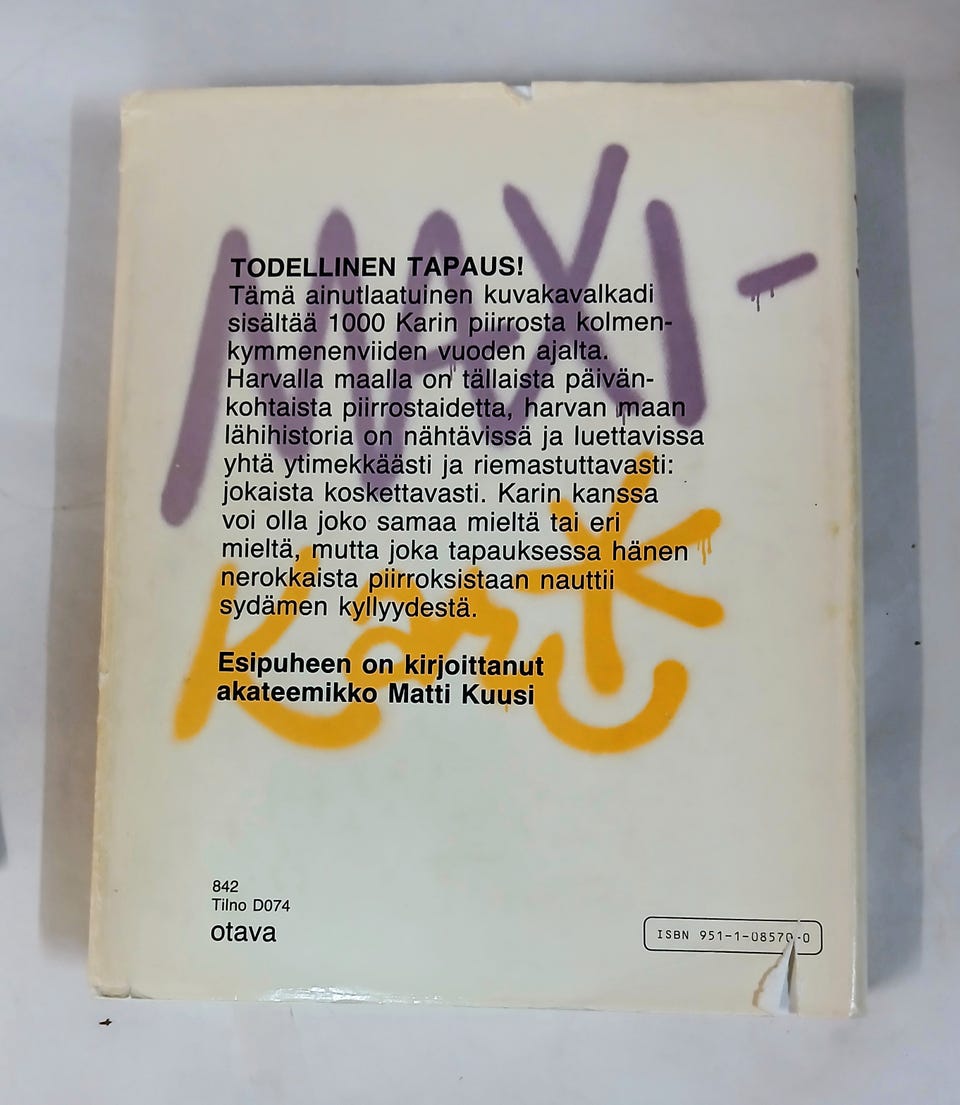 MAXI-
Kari
TODELLINEN TAPAUS!
Tämä ainutlaatuinen kuvakavalkadi
sisältää 1000 Karin piirrosta kolmen-
kymmenenviiden vuoden ajalta.
Harvalla maalla on tällaista päivän-
kohtaista piirrostaidetta, harvan maan
lähihistoria on nähtävissä ja luettavissa
yhtä ytimekkäästi ja riemastuttavasti:
jokaista koskettavasti. Karin kanssa
voi olla joko samaa mieltä tai eri
mieltä, mutta joka tapauksessa hänen
nerokkaista piirroksistaan nauttii
sydämen kyllyydestä.
Esipuheen on kirjoittanut
akateemikko Matti Kuusi
842
Tilno D074
otava
ISBN 951-1-08570-0